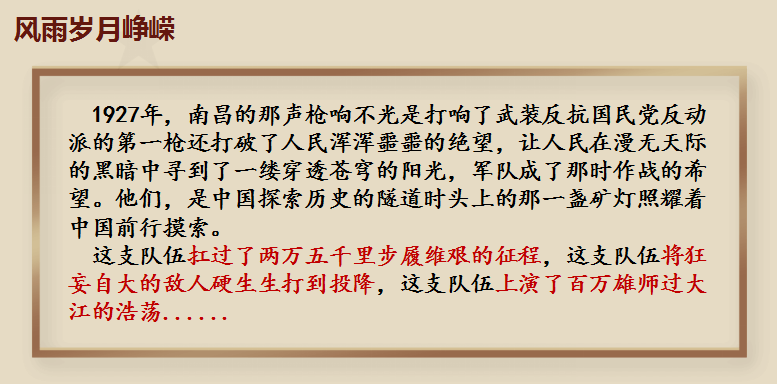 风雨岁月峥嵘
1927年，南昌的那声枪响不光是打响了武装反抗国民党反动
派的第一枪还打破了人民浑浑噩噩的绝望，让人民在漫无天际
的黑暗中寻到了一缕穿透苍穹的阳光，军队成了那时作战的希
望。他们，是中国探索历史的隧道时头上的那一盏矿灯照耀着
中国前行摸索。
这支队伍扛过了两万五千里步履维艰的征程，这支队伍将狂
妄自大的敌人硬生生打到投降，这支队伍上演了百万雄师过大
江的浩荡......